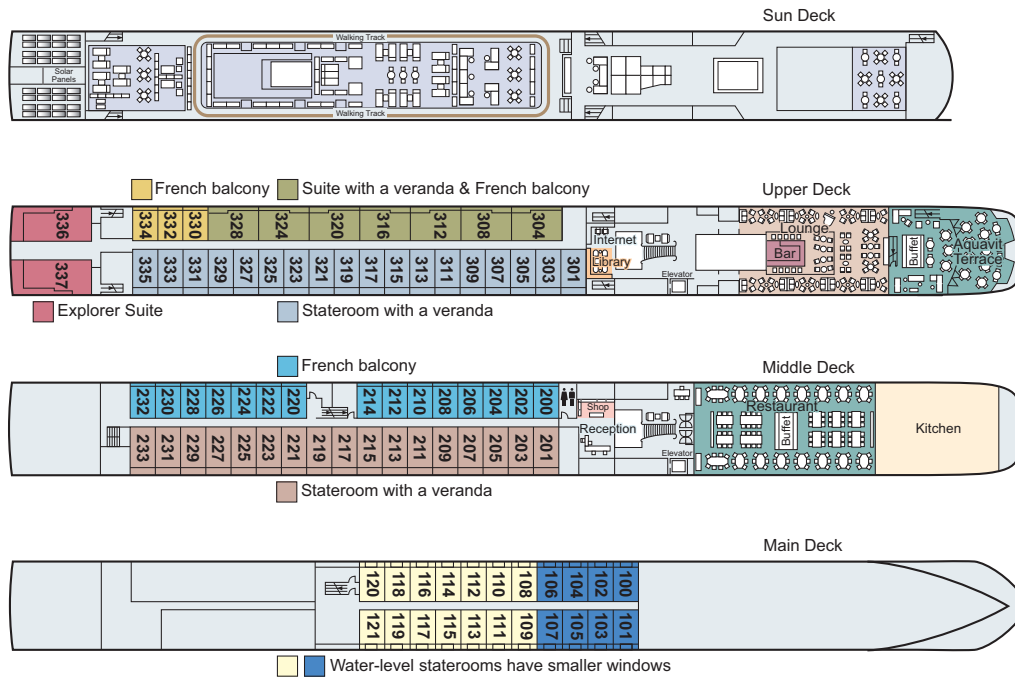 Sun Deck
Walking Track
Solar
Panels
Walking Track
French balcony
Suite with a veranda & French balcony
Upper Deck
336
334
332
330
328
324
320
316
312
308
304
Internet
Library
Lounge
Bar
Buffet
Aquavit
Terrace
337
335
333
331
329
327
325
323
321
319
317
315
313
311
309
307
305
303
301
Elevator
Explorer Suite
Stateroom with a veranda
French balcony
Middle Deck
232
230
228
226
224
222
220
214
212
210
208
206
204
202
200
Shop
Reception
Restaurant
Buffet
Kitchen
233
231
229
227
225
223
221
219
217
215
213
211
209
207
205
203
201
Elevator
Stateroom with a veranda
Main Deck
120
118
116
114
112
110
108
106
104
102
100
121
119
117
115
113
111
109
107
105
103
101
Water-level staterooms have smaller windows